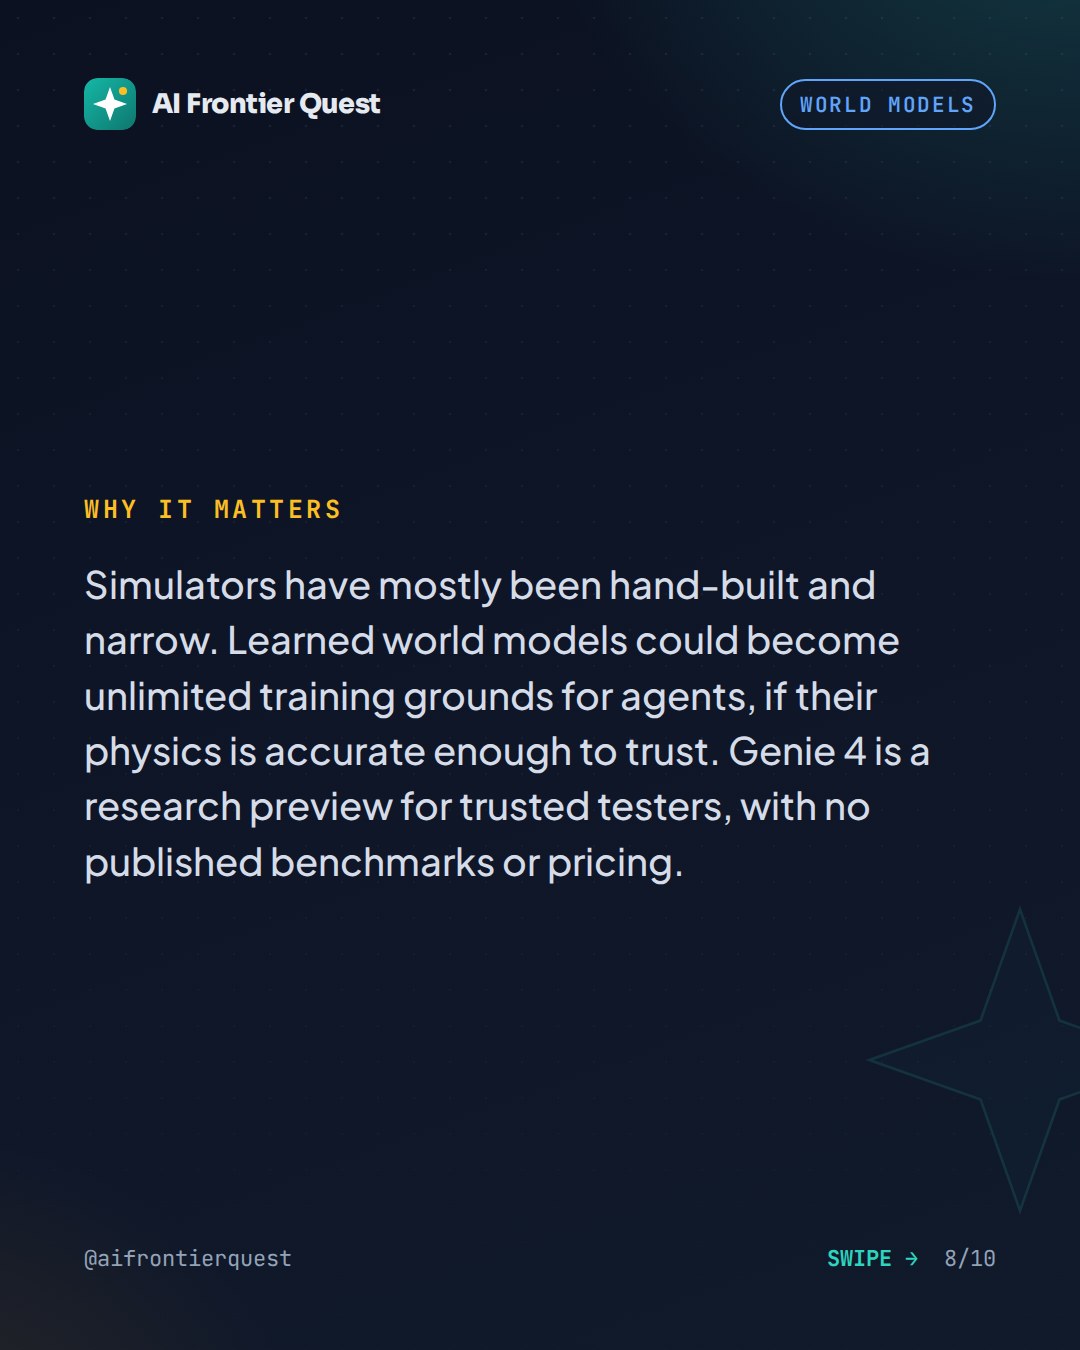 AI Frontier Quest
WORLD MODELS
WHY IT MATTERS
Simulators have mostly been hand-built and
narrow. Learned world models could become
unlimited training grounds for agents, if their
physics is accurate enough to trust. Genie 4 is a
research preview for trusted testers, with no
published benchmarks or pricing.
@aifrontierquest
SWIPE → 8/10